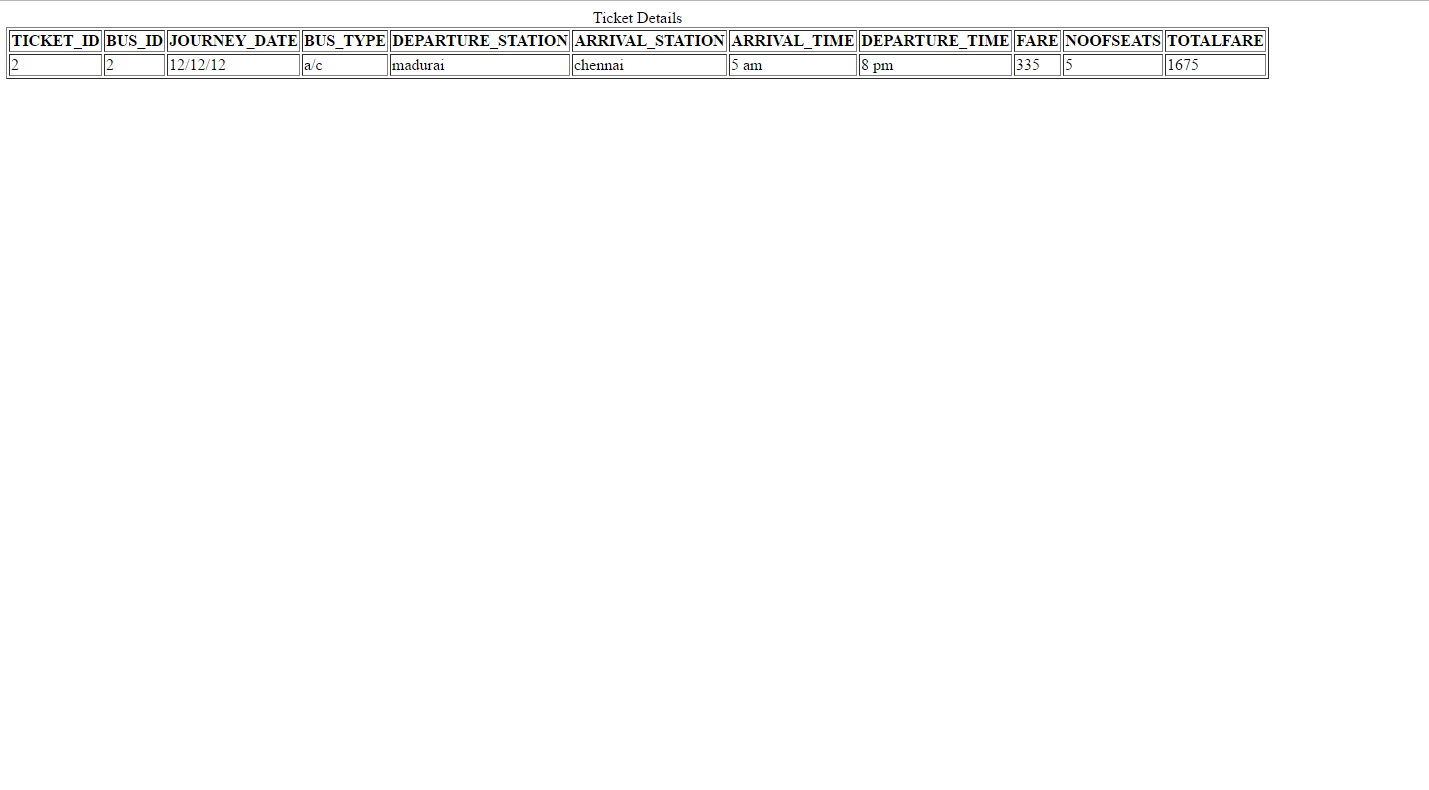 Ticket Details
TICKET_ID BUS_ID JOURNEY_DATE BUS_TYPE DEPARTURE_STATION ARRIVAL_STATION ARRIVAL_TIME DEPARTURE_TIME FARE NOOFSEATS TOTALFARE
2 2 12/12/12 a/c madurai chennai 5 am 8 pm 335 5 1675